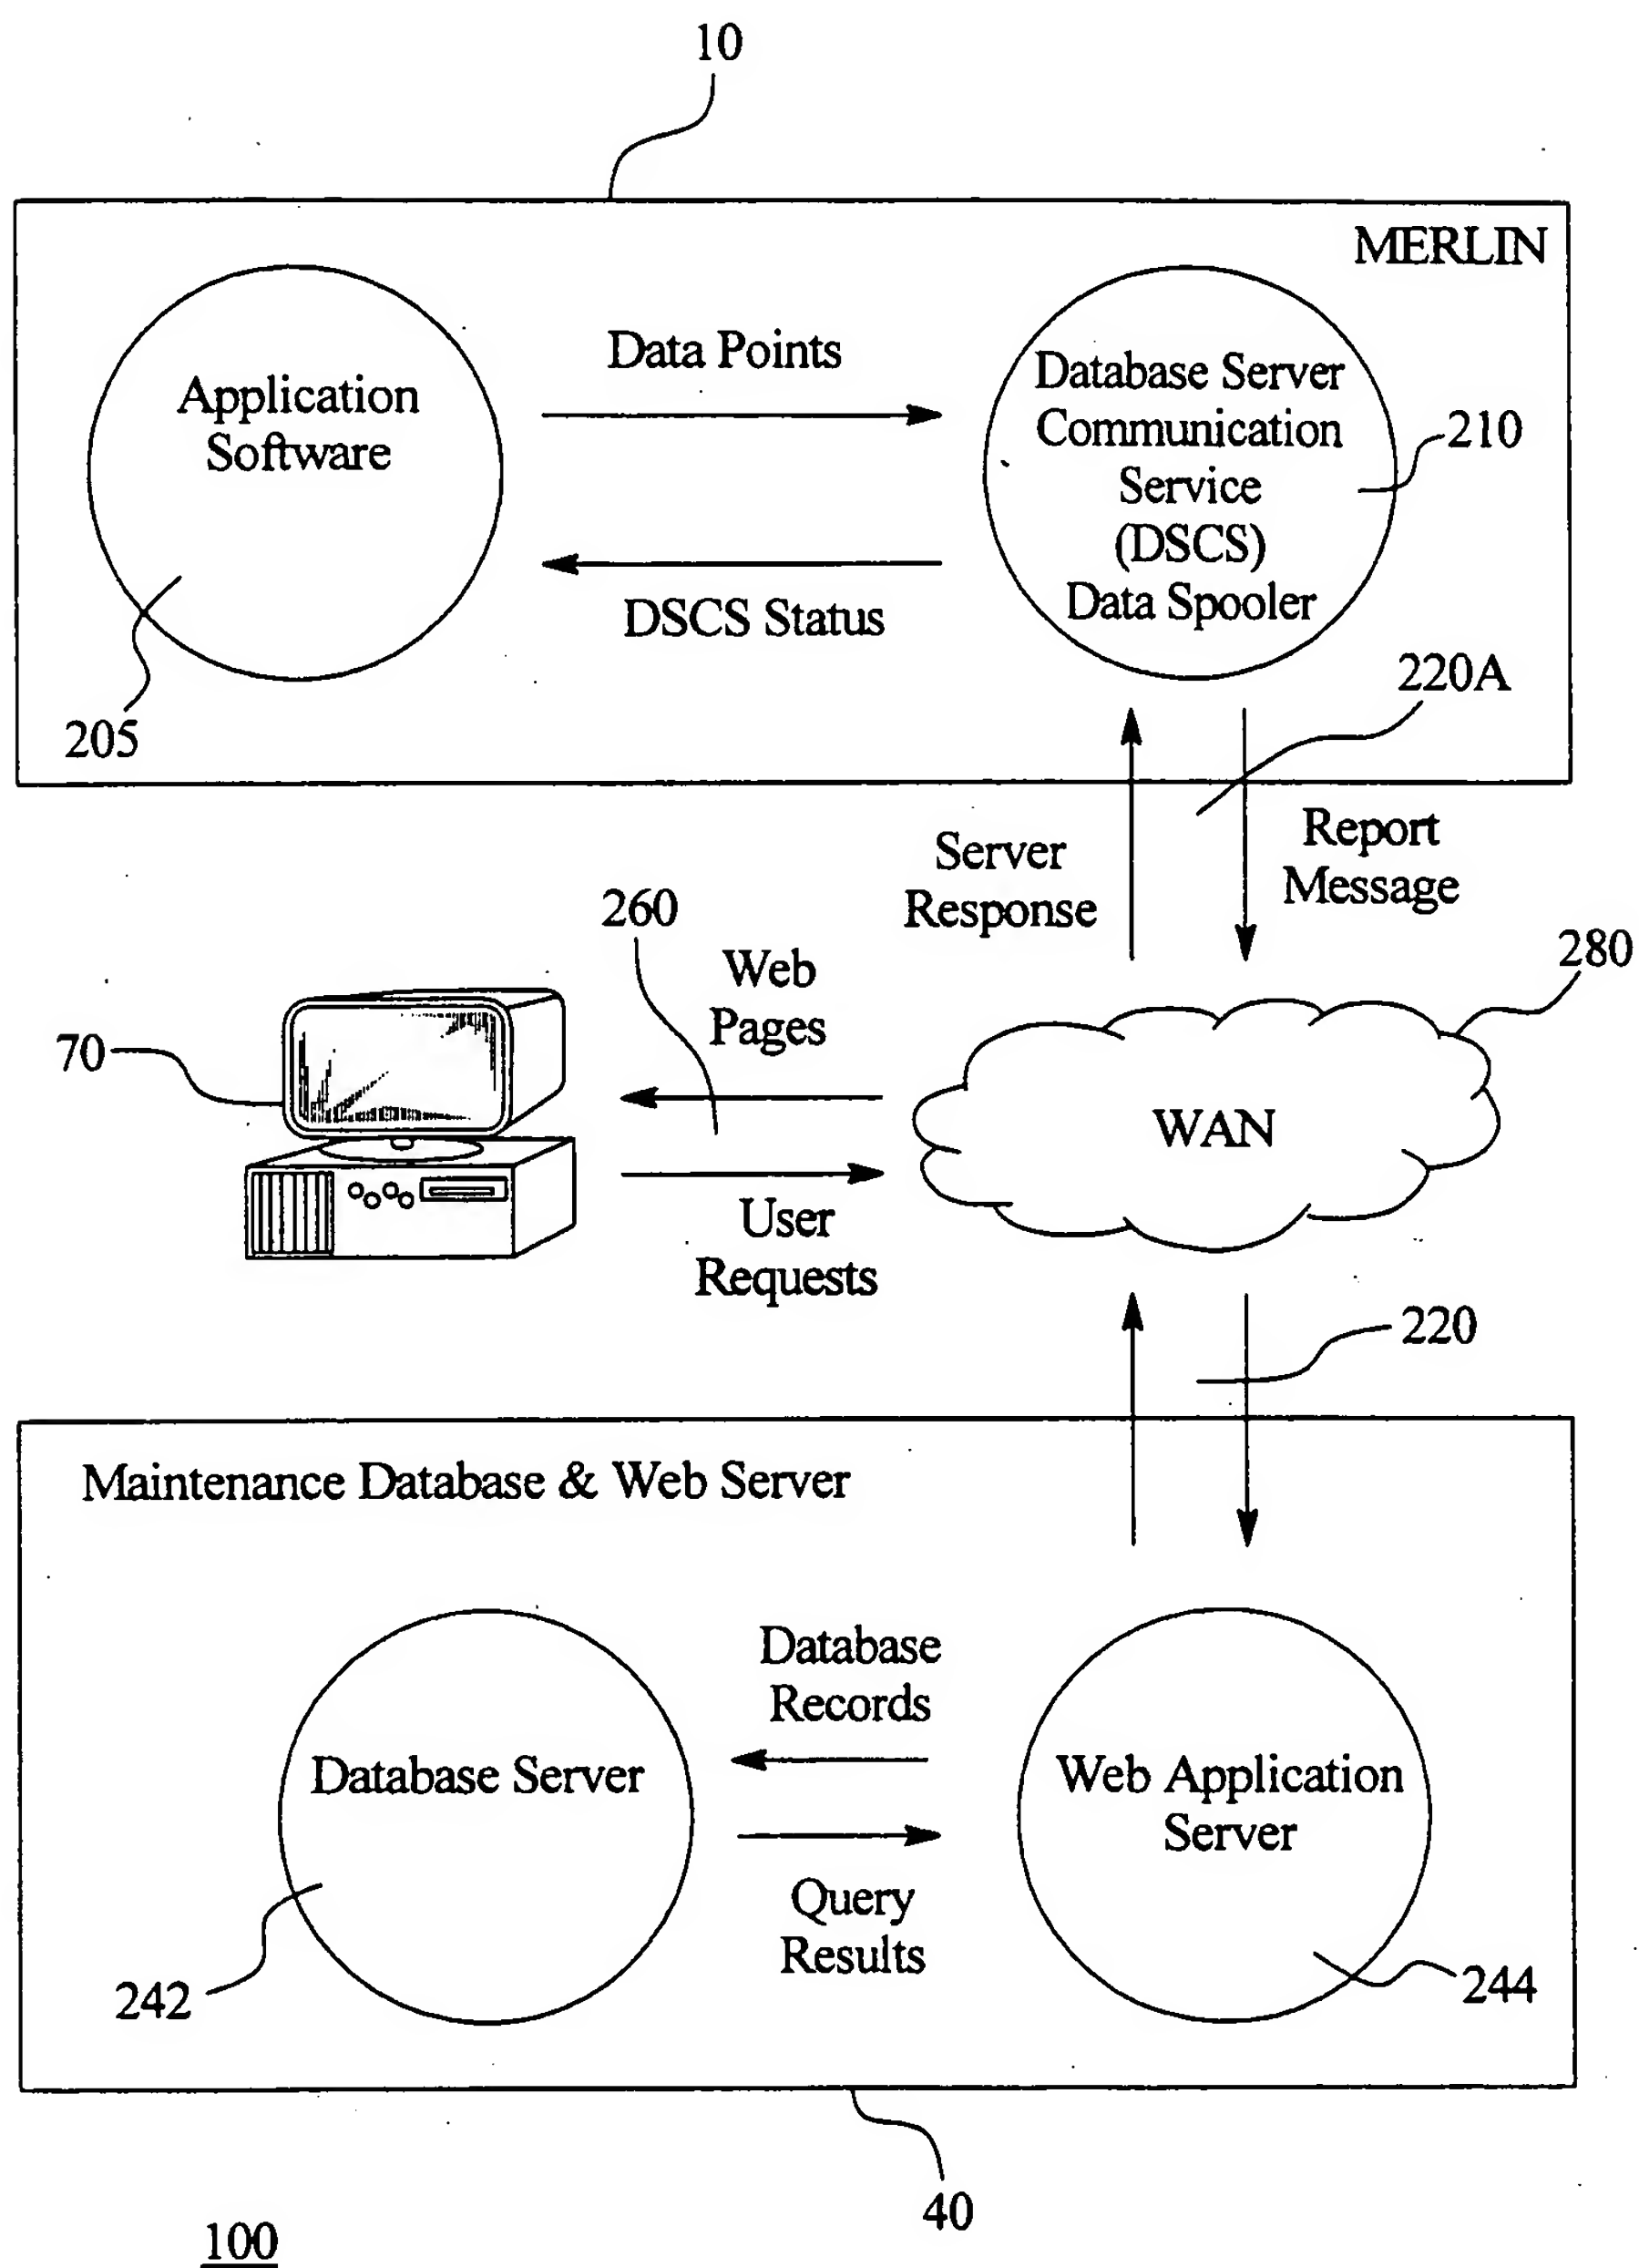 10
MERLIN
Application
Software
Data Points
DSCS Status
Database Server
Communication
Service
(DSCS)
Data Spooler
210
205
220A
Server
Response
Report
Message
260
280
Web
Pages
70
WAN
User
Requests
220
Maintenance Database & Web Server
Database
Records
Database Server
Web Application
Server
Query
Results
242
244
40
100